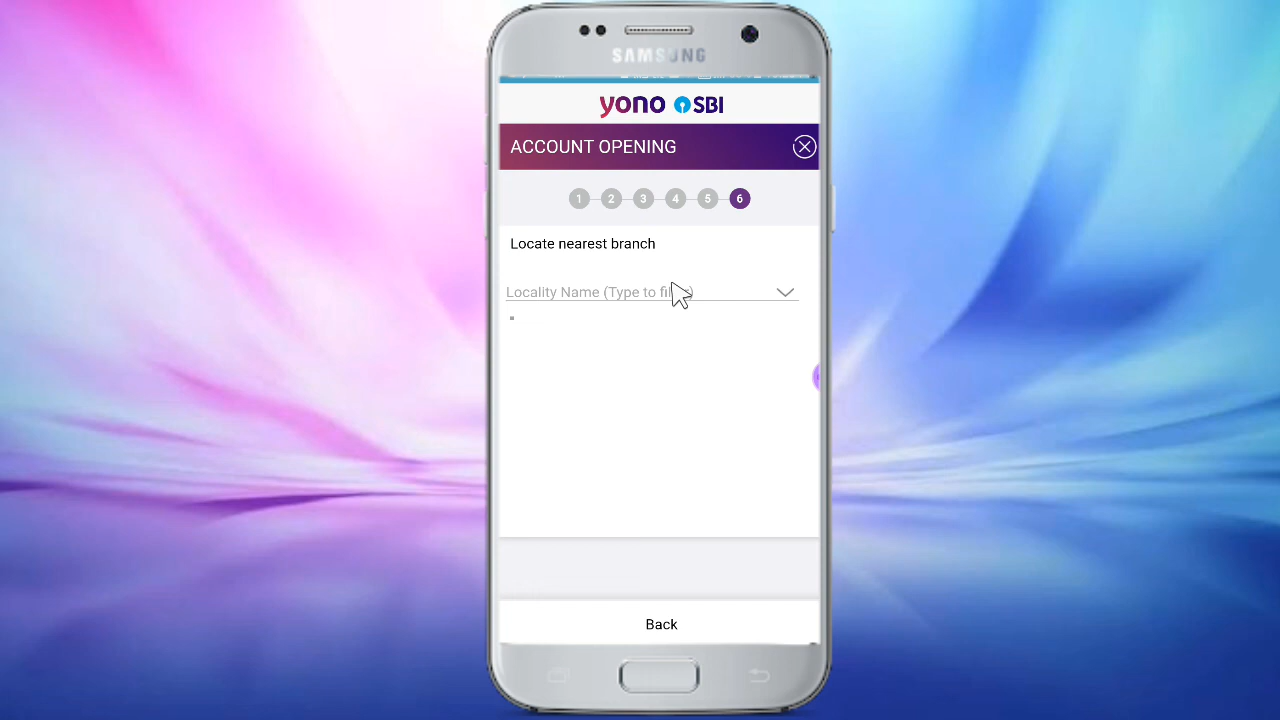 SAMSUNG
yono SBI
ACCOUNT OPENING
1 2 3 4 5 6
Locate nearest branch
Locality Name (Type to
Back